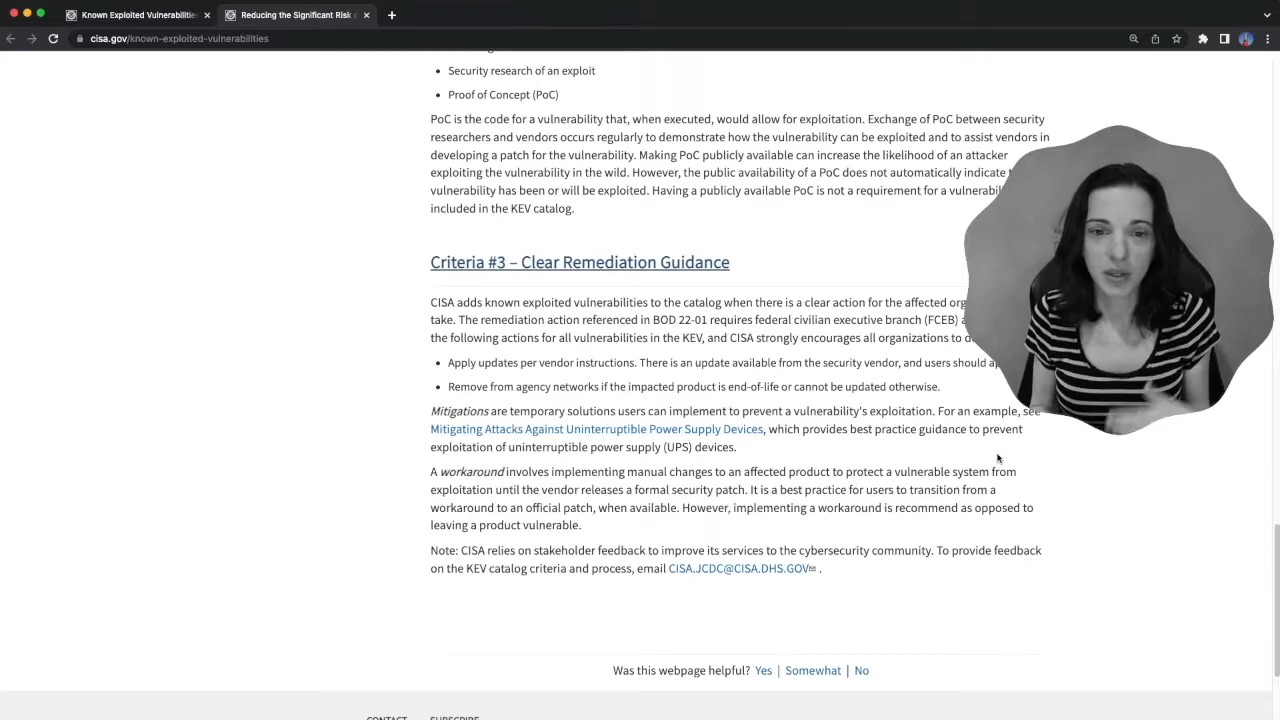 Known Exploited Vulnerabilities
Reducing the Significant Risk o
cisa.gov/known-exploited-vulnerabilities
Security research of an exploit
Proof of Concept (PoC)
PoC is the code for a vulnerability that, when executed, would allow for exploitation. Exchange of PoC between security
researchers and vendors occurs regularly to demonstrate how the vulnerability can be exploited and to assist vendors in
developing a patch for the vulnerability. Making PoC publicly available can increase the likelihood of an attacker
exploiting the vulnerability in the wild. However, the public availability of a PoC does not automatically indicate
vulnerability has been or will be exploited. Having a publicly available PoC is not a requirement for a
included in the KEV catalog.
Criteria #3 – Clear Remediation Guidance
CISA adds known exploited vulnerabilities to the catalog when there is a clear action for the affected
take. The remediation action referenced in BOD 22-01 requires federal civilian executive branch (FCEB)
the following actions for all vulnerabilities in the KEV, and CISA strongly encourages all organizations to
Apply updates per vendor instructions. There is an update available from the security vendor, and users should
Remove from agency networks if the impacted product is end-of-life or cannot be updated otherwise.
Mitigations are temporary solutions users can implement to prevent a vulnerability's exploitation. For an example, see
Mitigating Attacks Against Uninterruptible Power Supply Devices, which provides best practice guidance to prevent
exploitation of uninterruptible power supply (UPS) devices.
A workaround involves implementing manual changes to an affected product to protect a vulnerable system from
exploitation until the vendor releases a formal security patch. It is a best practice for users to transition from a
workaround to an official patch, when available. However, implementing a workaround is recommend as opposed to
leaving a product vulnerable.
Note: CISA relies on stakeholder feedback to improve its services to the cybersecurity community. To provide feedback
on the KEV catalog criteria and process, email CISA.JCDC@CISA.DHS.GOV .
Was this webpage helpful? Yes | Somewhat | No
CONTACT SUBSCRIBE